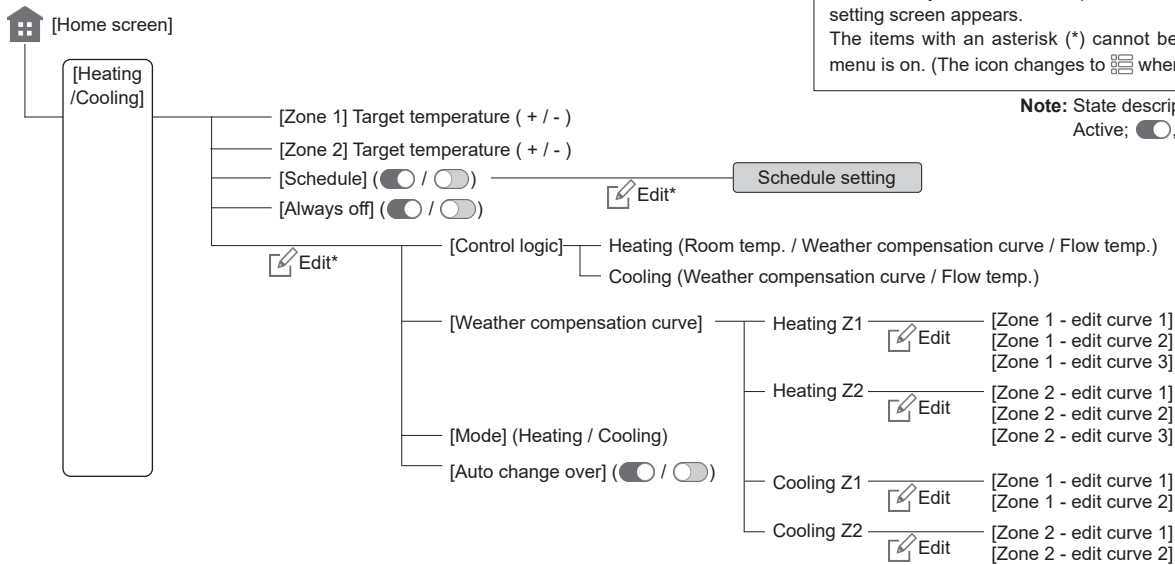 setting screen appears.
The items with an asterisk (*) cannot be
menu is on. (The icon changes to
[Home screen]
[Heating
/Cooling]
Note: State descrip
Active;
[Zone 1] Target temperature ( + / - )
[Zone 2] Target temperature ( + / - )
[Schedule] ( / )
Edit*
Schedule setting
[Always off] ( / )
Edit*
[Control logic]
Heating (Room temp. / Weather compensation curve / Flow temp.)
Cooling (Weather compensation curve / Flow temp.)
[Weather compensation curve]
Heating Z1
Edit
[Zone 1 - edit curve 1]
[Zone 1 - edit curve 2]
[Zone 1 - edit curve 3]
Heating Z2
Edit
[Zone 2 - edit curve 1]
[Zone 2 - edit curve 2]
[Zone 2 - edit curve 3]
[Mode] (Heating / Cooling)
[Auto change over] ( / )
Cooling Z1
Edit
[Zone 1 - edit curve 1]
[Zone 1 - edit curve 2]
Cooling Z2
Edit
[Zone 2 - edit curve 1]
[Zone 2 - edit curve 2]